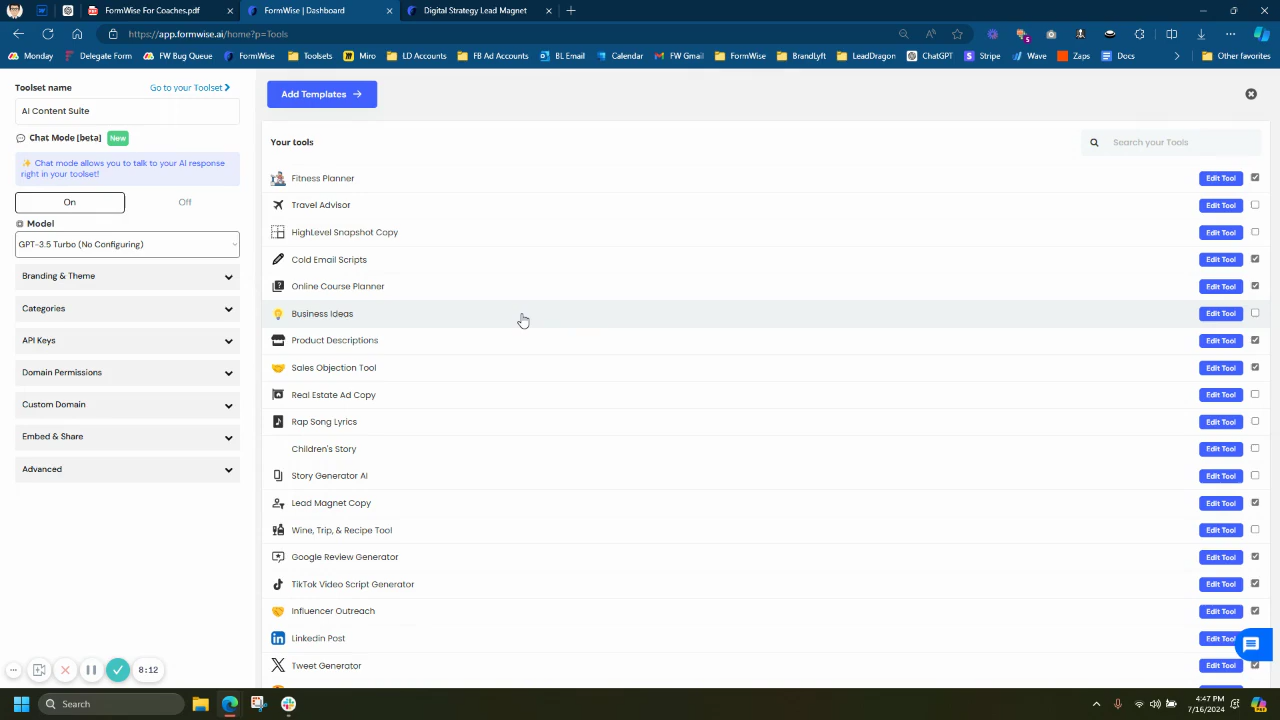 FormWise For Coaches.pdf
FormWise | Dashboard
Digital Strategy Lead Magnet
https://app.formwise.ai/home?p=Tools
Monday
Delegate Form
FW Bug Queue
FormWise
Toolsets
Miro
LD Accounts
FB Ad Accounts
BL Email
Calendar
FW Gmail
FormWise
BrandLyft
LeadDragon
ChatGPT
Stripe
Wave
Zaps
Docs
Other favorites
Toolset name
Go to your Toolset
AI Content Suite
Chat Mode [beta]
New
✨ Chat mode allows you to talk to your AI response
right in your toolset!
On
Off
Model
GPT-3.5 Turbo (No Configuring)
Branding & Theme
Categories
API Keys
Domain Permissions
Custom Domain
Embed & Share
Advanced
Add Templates
Your tools
Search your Tools
Fitness Planner
Edit Tool
Travel Advisor
Edit Tool
HighLevel Snapshot Copy
Edit Tool
Cold Email Scripts
Edit Tool
Online Course Planner
Edit Tool
Business Ideas
Edit Tool
Product Descriptions
Edit Tool
Sales Objection Tool
Edit Tool
Real Estate Ad Copy
Edit Tool
Rap Song Lyrics
Edit Tool
Children's Story
Edit Tool
Story Generator AI
Edit Tool
Lead Magnet Copy
Edit Tool
Wine, Trip, & Recipe Tool
Edit Tool
Google Review Generator
Edit Tool
TikTok Video Script Generator
Edit Tool
Influencer Outreach
Edit Tool
Linkedin Post
Edit
Tweet Generator
Edit Tool
8:12
Search
4:47 PM
7/16/2024